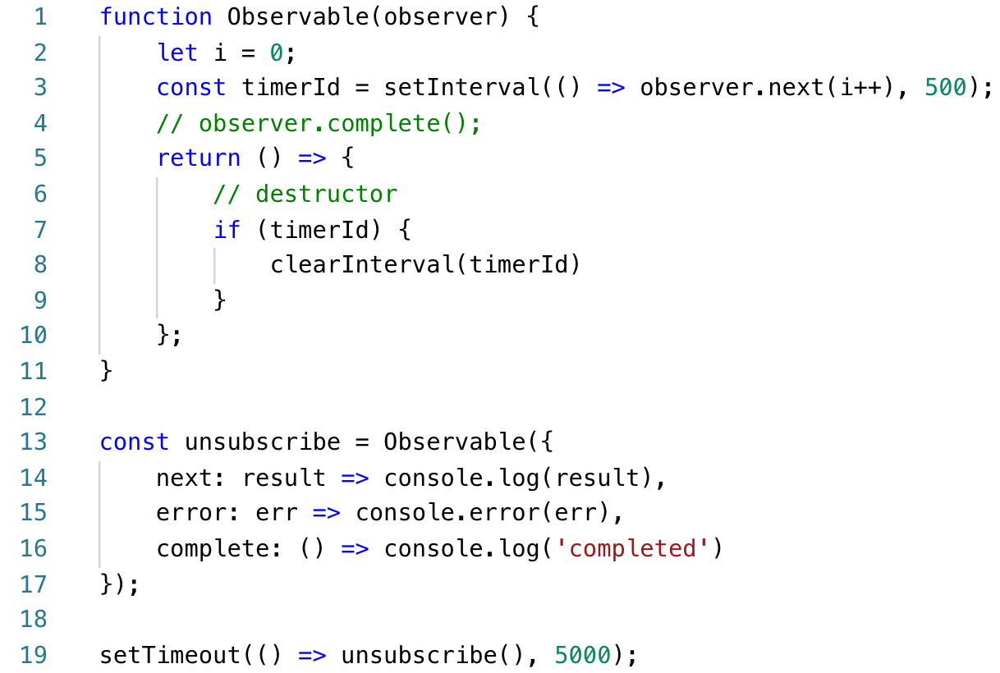 1 function Observable(observer) {
2 let i = 0;
3 const timerId = setInterval(() => observer.next(i++), 500);
4 // observer.complete();
5 return () => {
6 // destructor
7 if (timerId) {
8 clearInterval(timerId)
9 }
10 };
11 }
12
13 const unsubscribe = Observable({
14 next: result => console.log(result),
15 error: err => console.error(err),
16 complete: () => console.log('completed')
17 });
18
19 setTimeout(() => unsubscribe(), 5000);